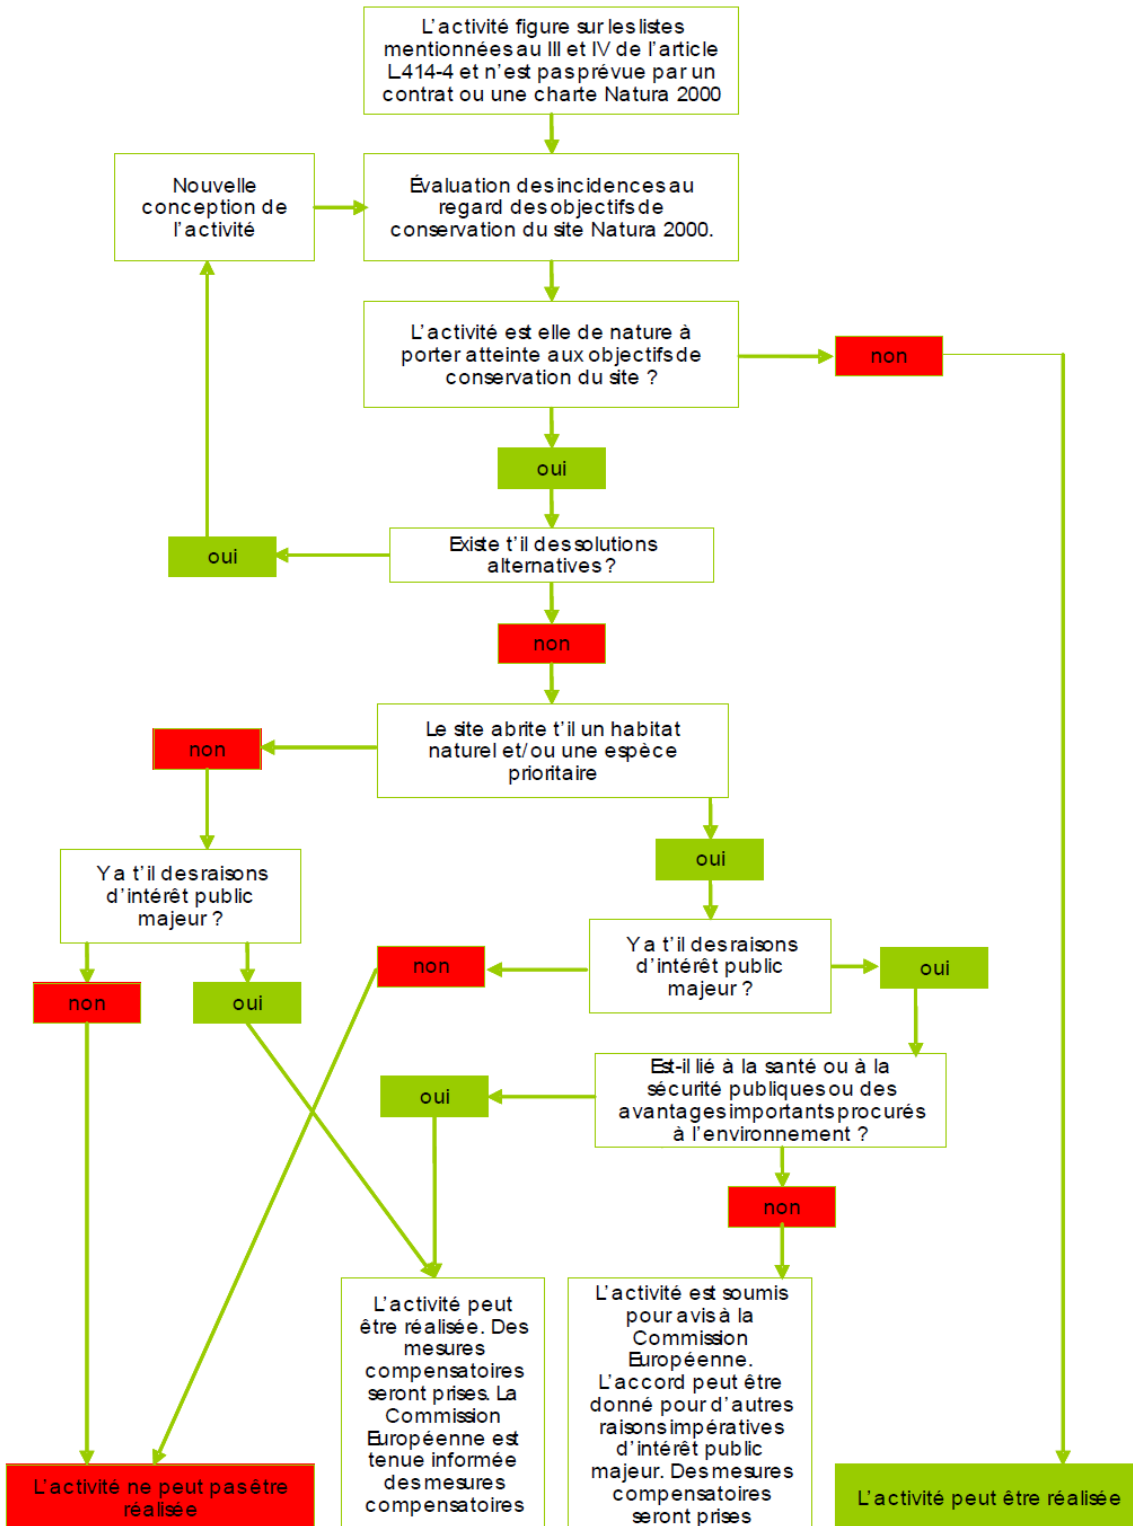 L'activité figure sur les listes
mentionnées au III et IV de l'article
L.414-4 et n'est pas prévue par un
contrat ou une charte Natura 2000
Nouvelle
conception de
l'activité
Évaluation des incidences au
regard des objectifs de
conservation du site Natura 2000.
L'activité est elle de nature à
porter atteinte aux objectifs de
conservation du site ?
non
oui
Existe t'il des solutions
alternatives ?
oui
non
Le site abrite t'il un habitat
naturel et/ou une espèce
prioritaire
non
oui
Y a t'il des raisons
d'intérêt public
majeur ?
Y a t'il des raisons
d'intérêt public
majeur ?
non
oui
non
oui
Est-il lié à la santé ou à la
sécurité publiques ou des
avantages importants procurés
à l'environnement ?
oui
non
L'activité peut
être réalisée. Des
mesures
compensatoires
seront prises. La
Commission
Européenne est
tenue informée
des mesures
compensatoires
L'activité est soumis
pour avis à la
Commission
Européenne.
L'accord peut être
donné pour d'autres
raisons impératives
d'intérêt public
majeur. Des mesures
compensatoires
seront prises
L'activité ne peut pas être
réalisée
L'activité peut être réalisée